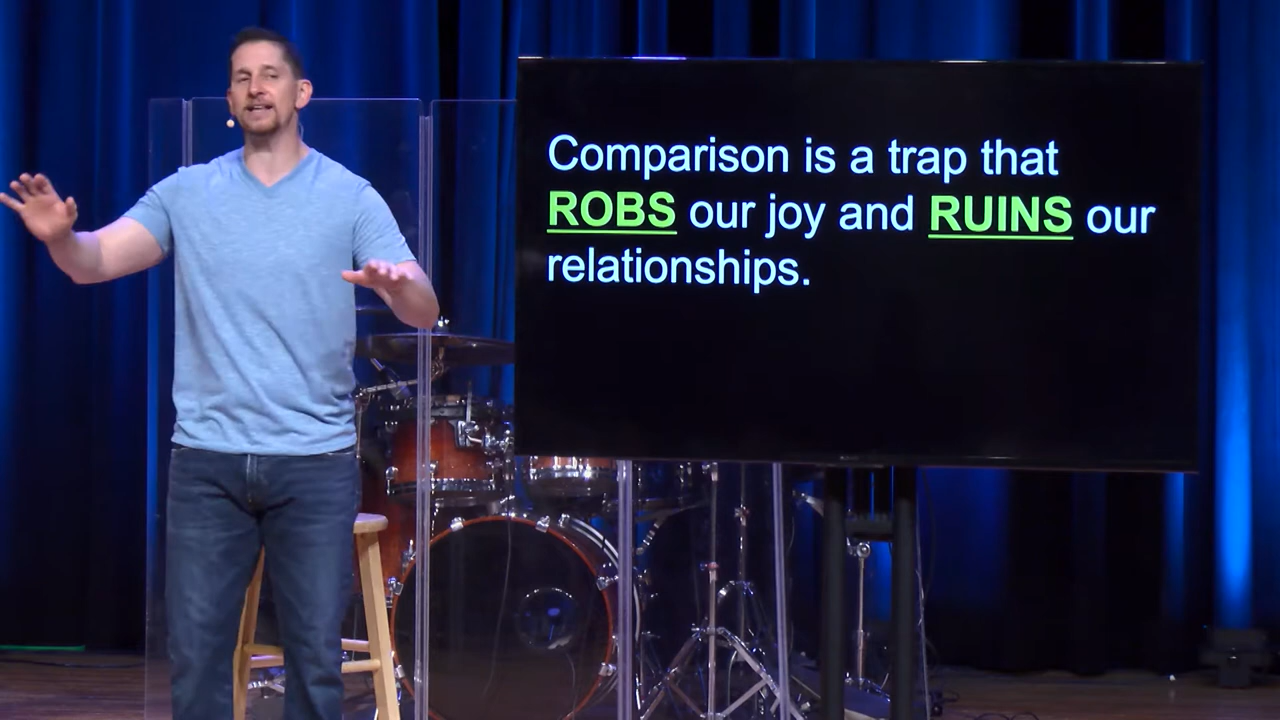 Comparison is a trap that
ROBS our joy and RUINS our
relationships.